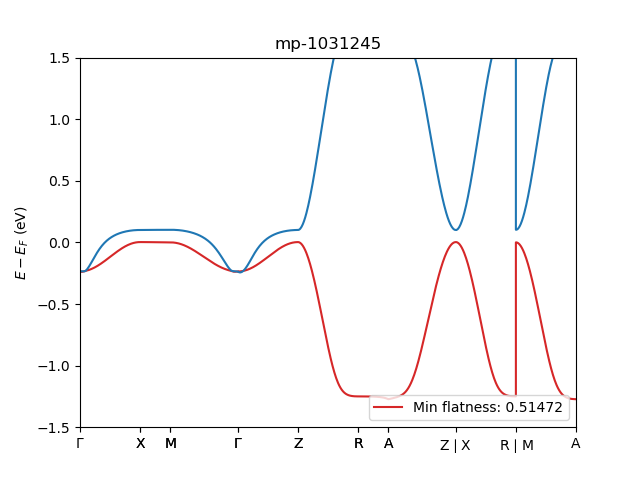 mp-1031245
E − E_F (eV)
1.5
1.0
0.5
0.0
−0.5
−1.0
−1.5
Min flatness: 0.51472
Γ X M Γ Z R A Z | X R | M A